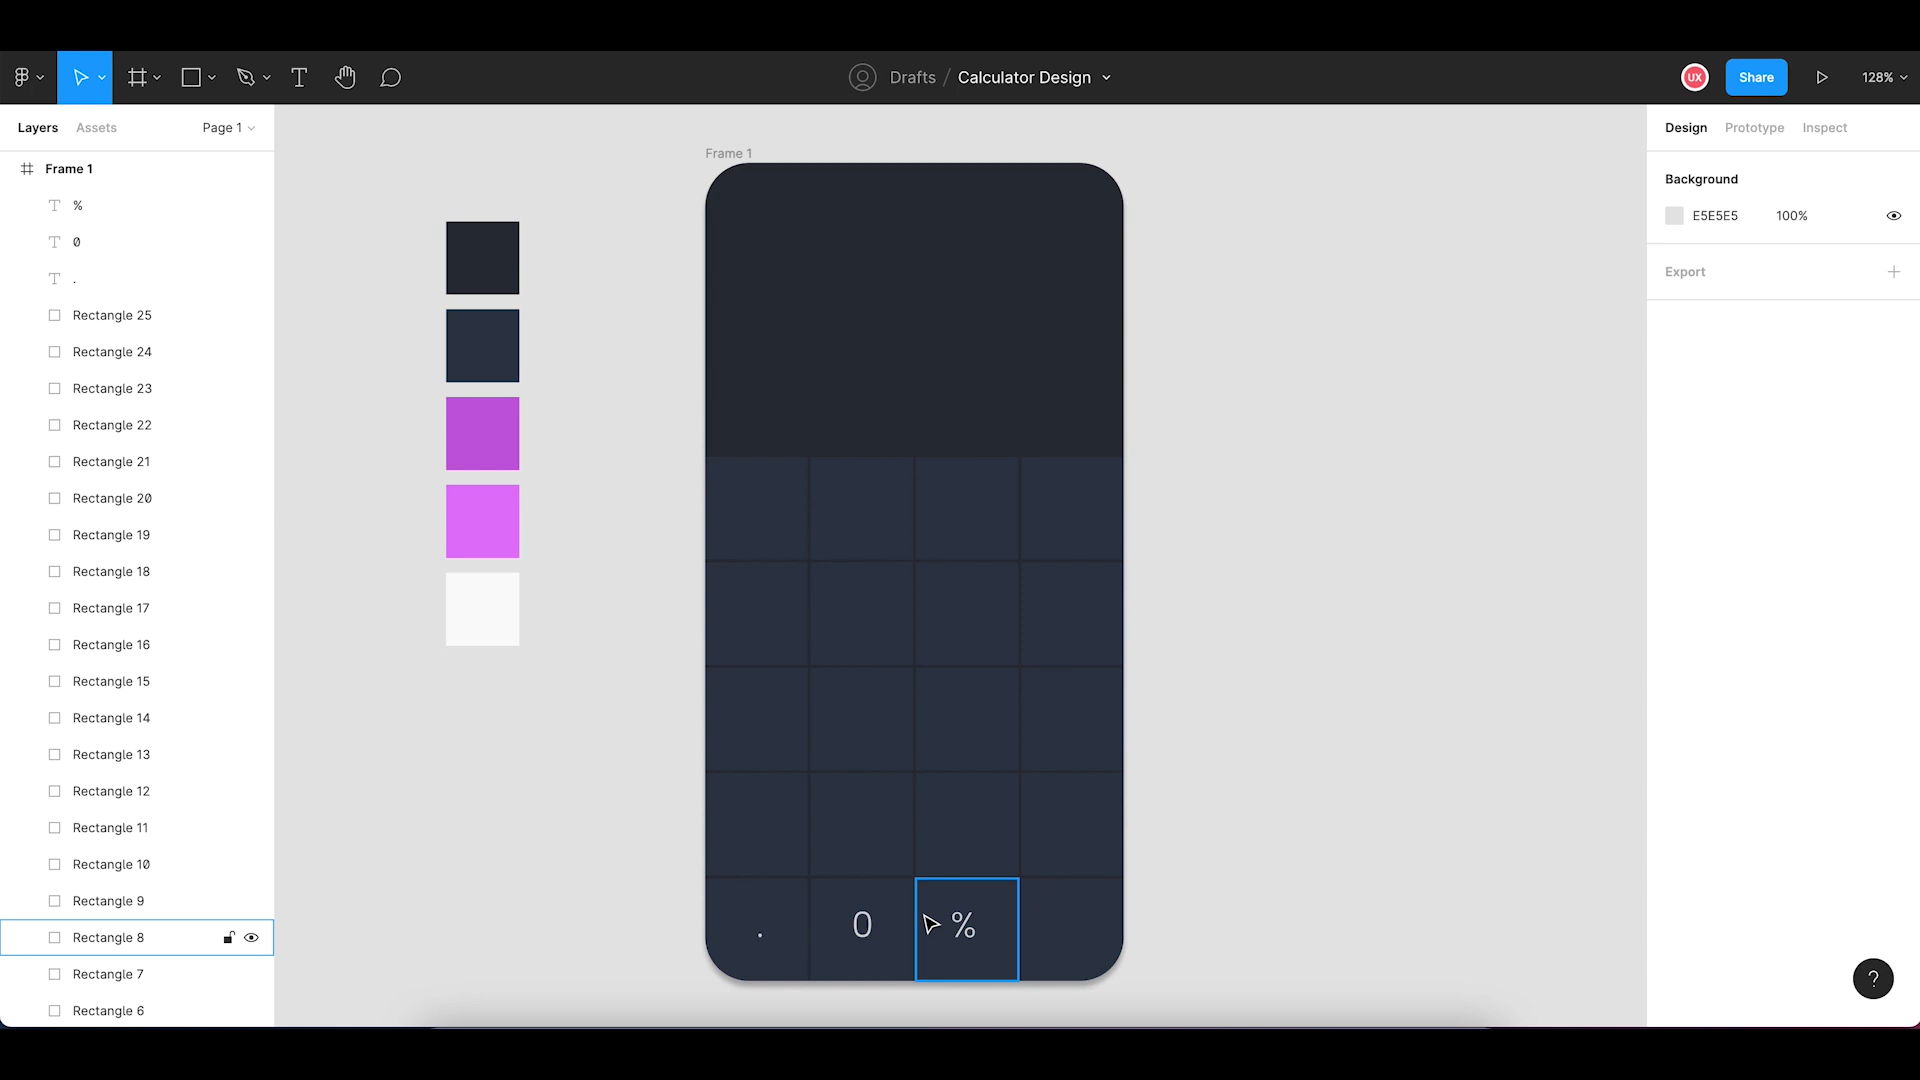 Drafts / Calculator Design
UX
Share
128%
Layers
Assets
Page 1
Frame 1
%
0
.
Rectangle 25
Rectangle 24
Rectangle 23
Rectangle 22
Rectangle 21
Rectangle 20
Rectangle 19
Rectangle 18
Rectangle 17
Rectangle 16
Rectangle 15
Rectangle 14
Rectangle 13
Rectangle 12
Rectangle 11
Rectangle 10
Rectangle 9
Rectangle 8
Rectangle 7
Rectangle 6
Frame 1
. 0 %
Design
Prototype
Inspect
Background
E5E5E5 100%
Export
?